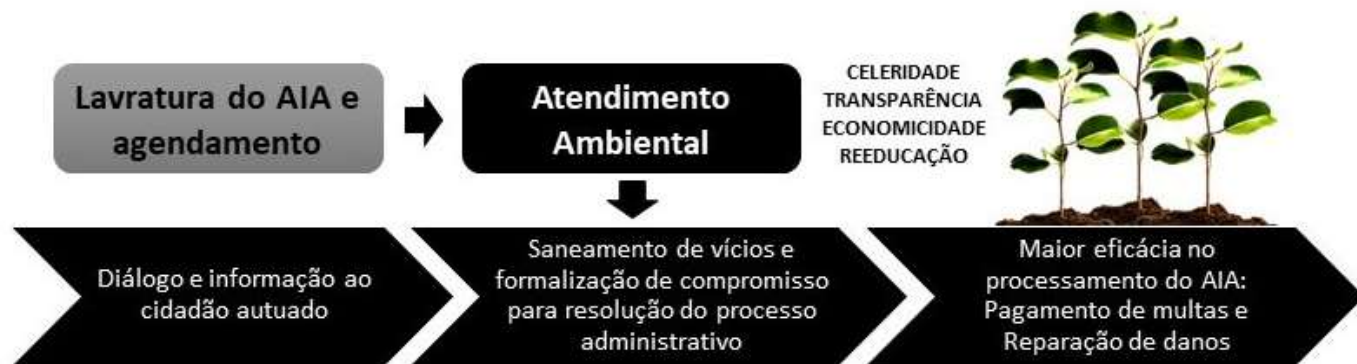 Lavratura do AIA e
agendamento
Atendimento
Ambiental
CELERIDADE
TRANSPARÊNCIA
ECONOMICIDADE
REEDUCAÇÃO
Diálogo e informação ao
cidadão autuado
Saneamento de vícios e
formalização de compromisso
para resolução do processo
administrativo
Maior eficácia no
processamento do AIA:
Pagamento de multas e
Reparação de danos